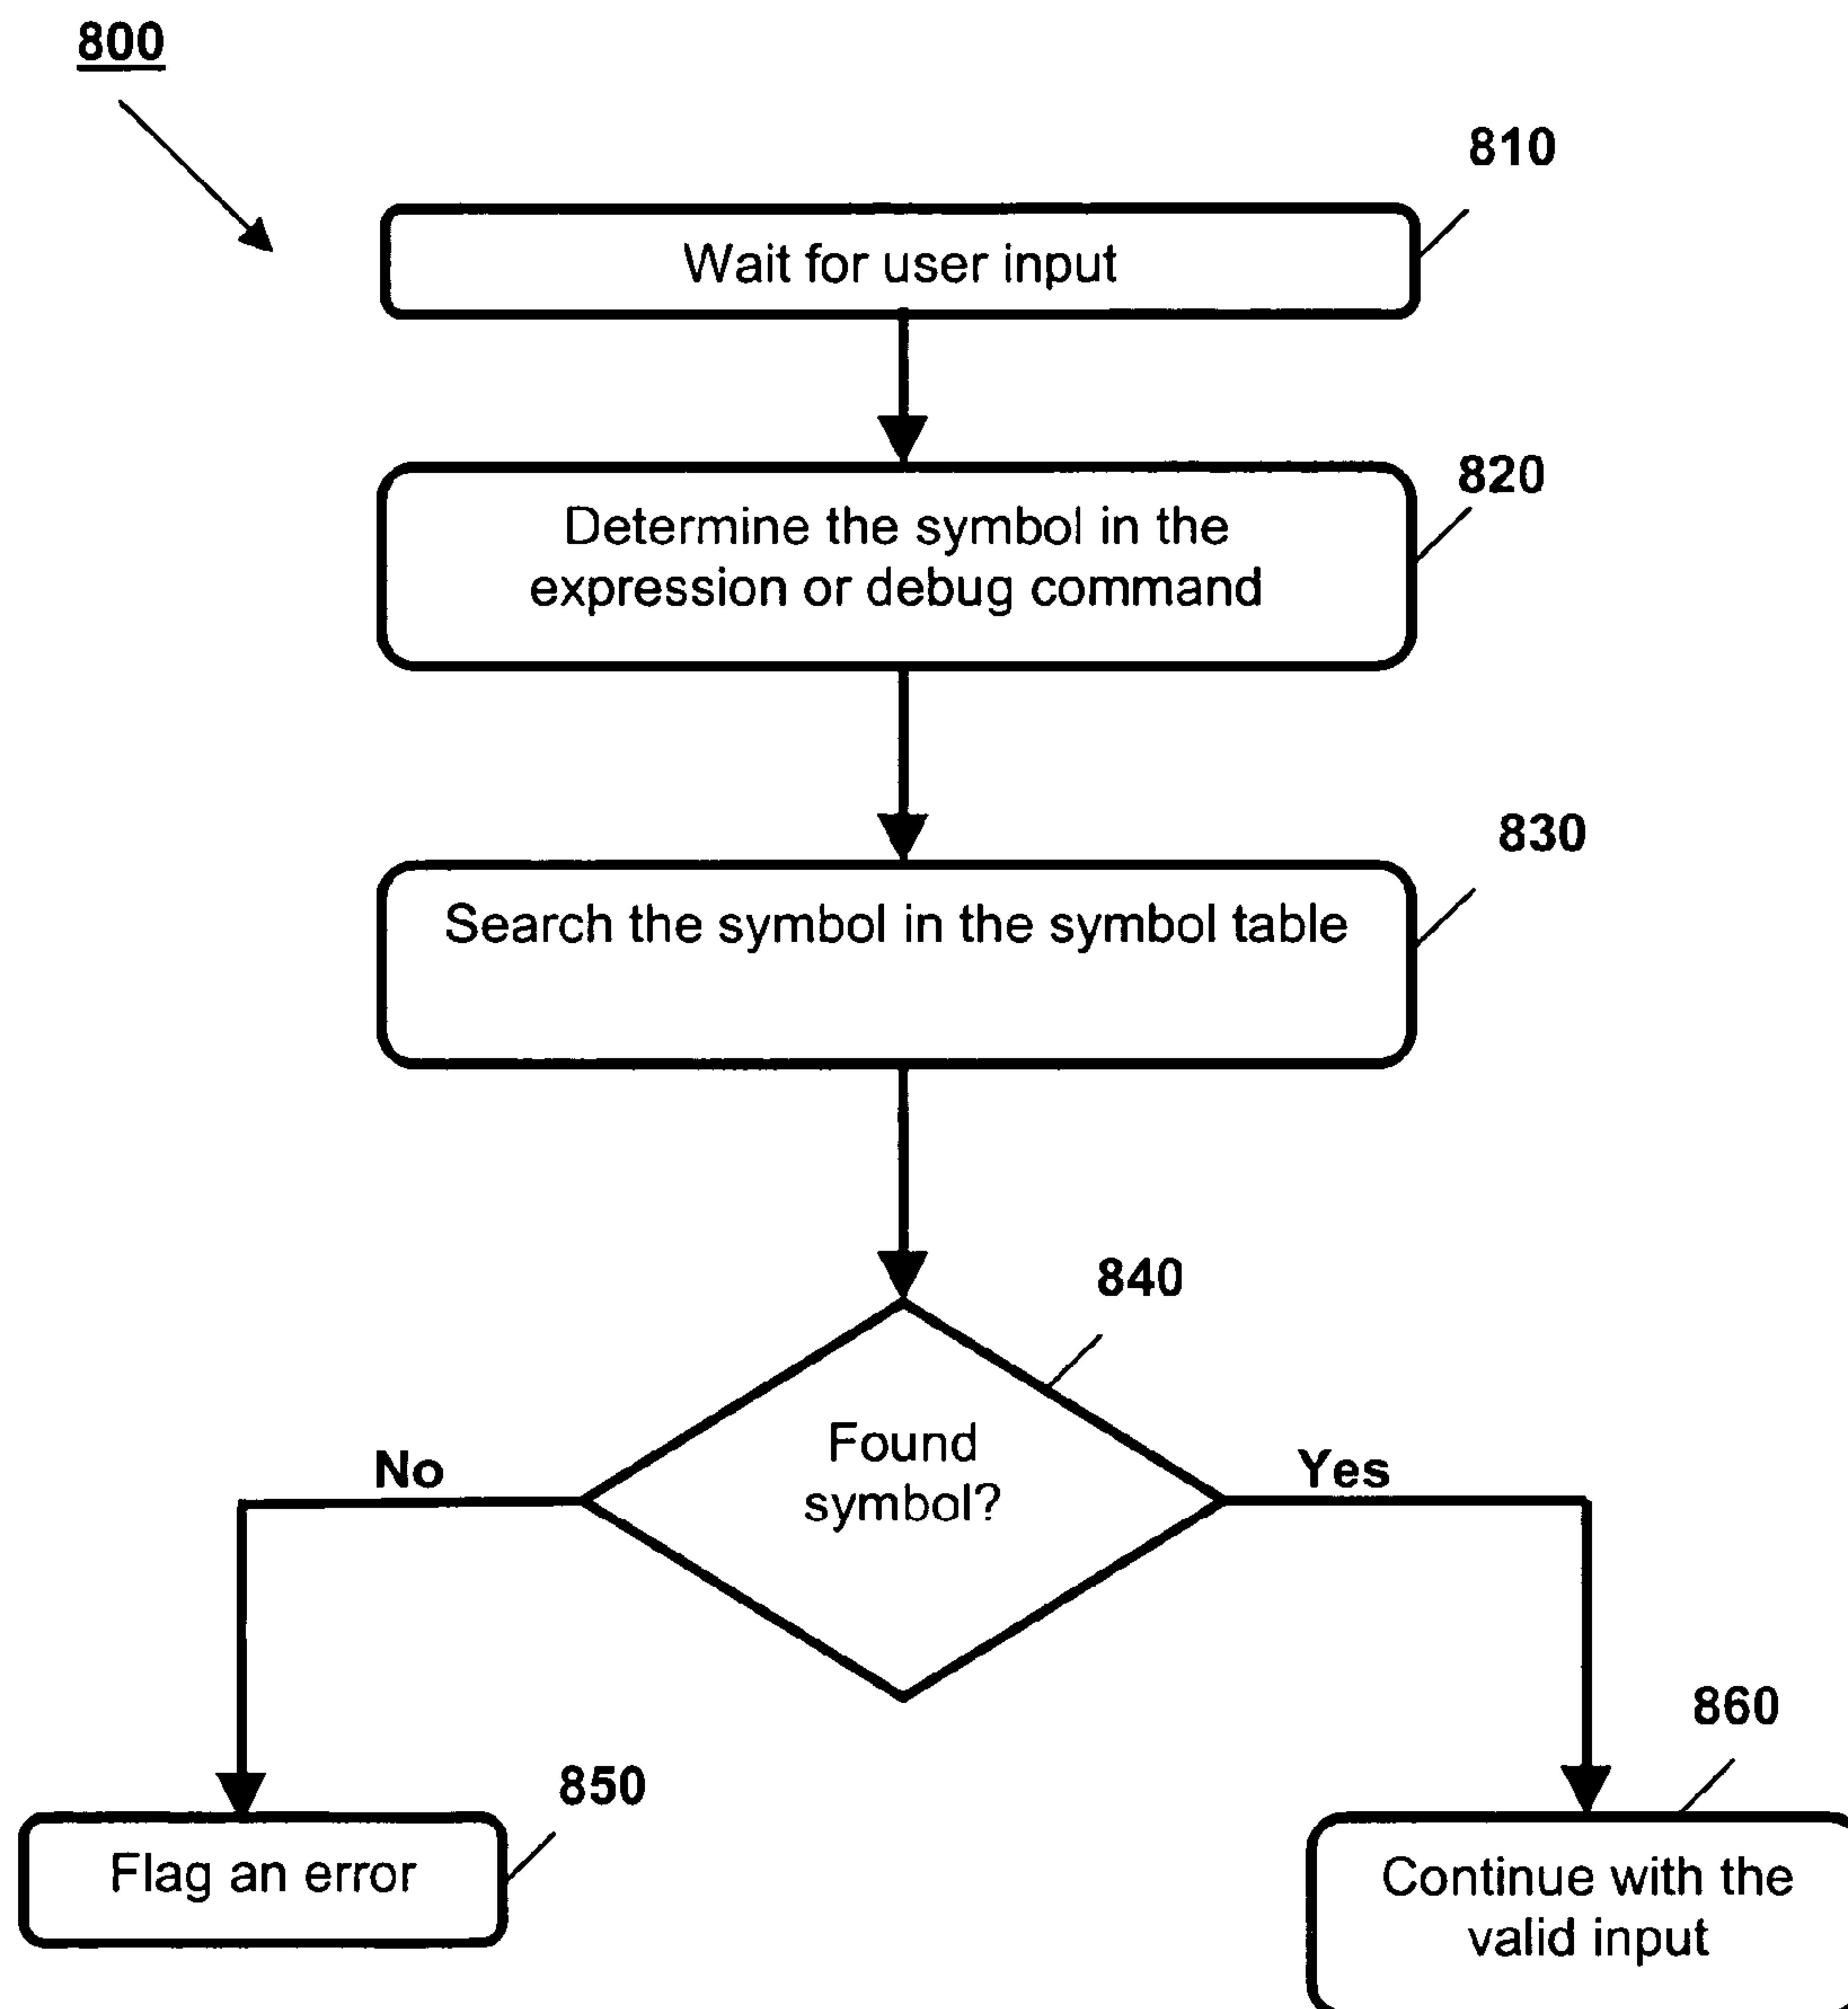 800
810
Wait for user input
820
Determine the symbol in the
expression or debug command
830
Search the symbol in the symbol table
840
Found
symbol?
No
Yes
850
Flag an error
860
Continue with the
valid input